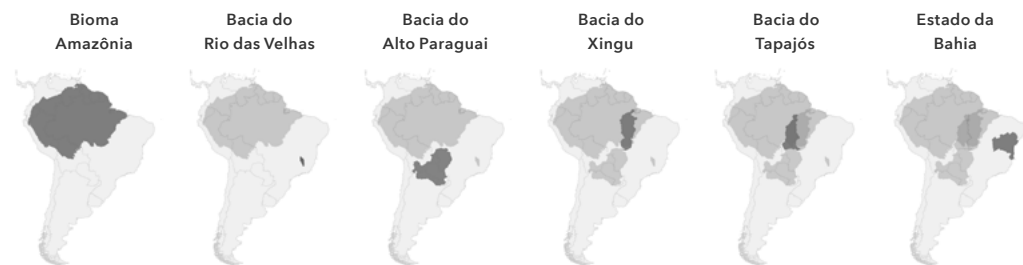 Bioma
Amazônia
Bacia do
Rio das Velhas
Bacia do
Alto Paraguai
Bacia do
Xingu
Bacia do
Tapajós
Estado da
Bahia